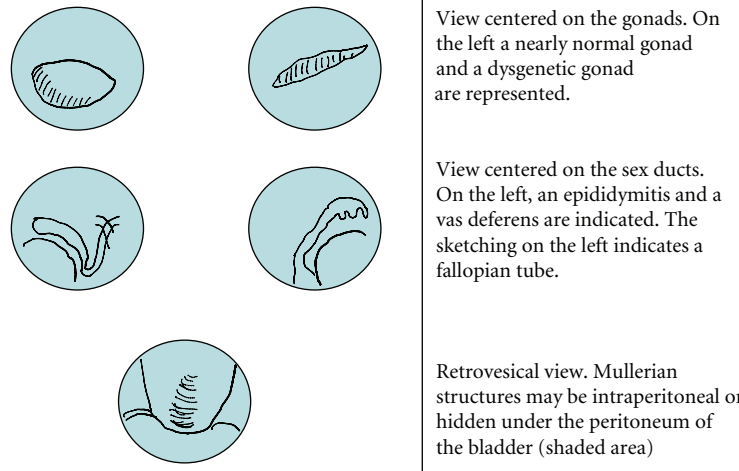 View centered on the gonads. On
the left a nearly normal gonad
and a dysgenetic gonad
are represented.
View centered on the sex ducts.
On the left, an epididymitis and a
vas deferens are indicated. The
sketching on the left indicates a
fallopian tube.
Retrovesical view. Mullerian
structures may be intraperitoneal or
hidden under the peritoneum of
the bladder (shaded area)